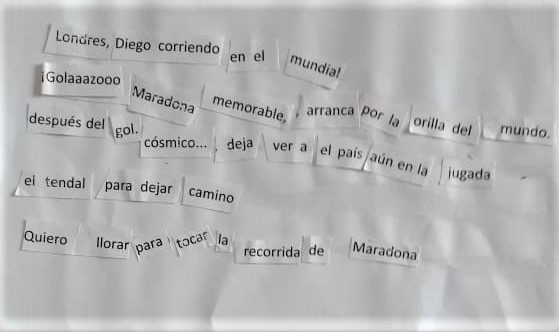 Londres, Diego corriendo en el mundial
¡Golaaazooo Maradona memorable, , arranca por la orilla del mundo.
después del gol. cósmico... , deja ver a el país aún en la jugada
el tendal para dejar camino
Quiero llorar para tocar la recorrida de Maradona